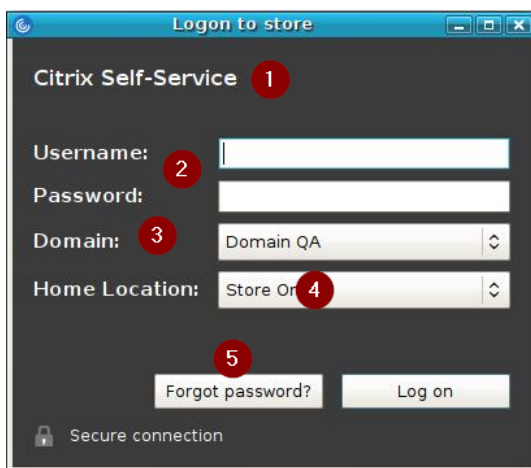 Logon to store
Citrix Self-Service 1
Username:
2
Password:
Domain: 3 Domain QA
Home Location: Store On 4
5
Forgot password? Log on
Secure connection